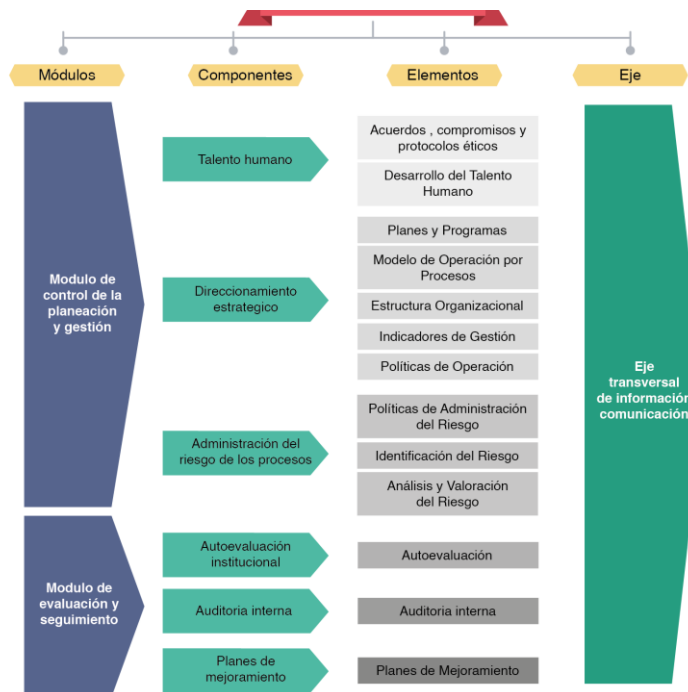 Módulos
Componentes
Elementos
Eje
Modulo de
control de la
planeación
y gestión
Talento humano
Acuerdos , compromisos y
protocolos éticos
Desarrollo del Talento
Humano
Direccionamiento
estrategico
Planes y Programas
Modelo de Operación por
Procesos
Estructura Organizacional
Indicadores de Gestión
Políticas de Operación
Administración del
riesgo de los procesos
Políticas de Administración
del Riesgo
Identificación del Riesgo
Análisis y Valoración
del Riesgo
Modulo de
evaluación y
seguimiento
Autoevaluación
institucional
Autoevaluación
Auditoria interna
Auditoria interna
Planes de
mejoramiento
Planes de Mejoramiento
Eje
transversal
de información
comunicación